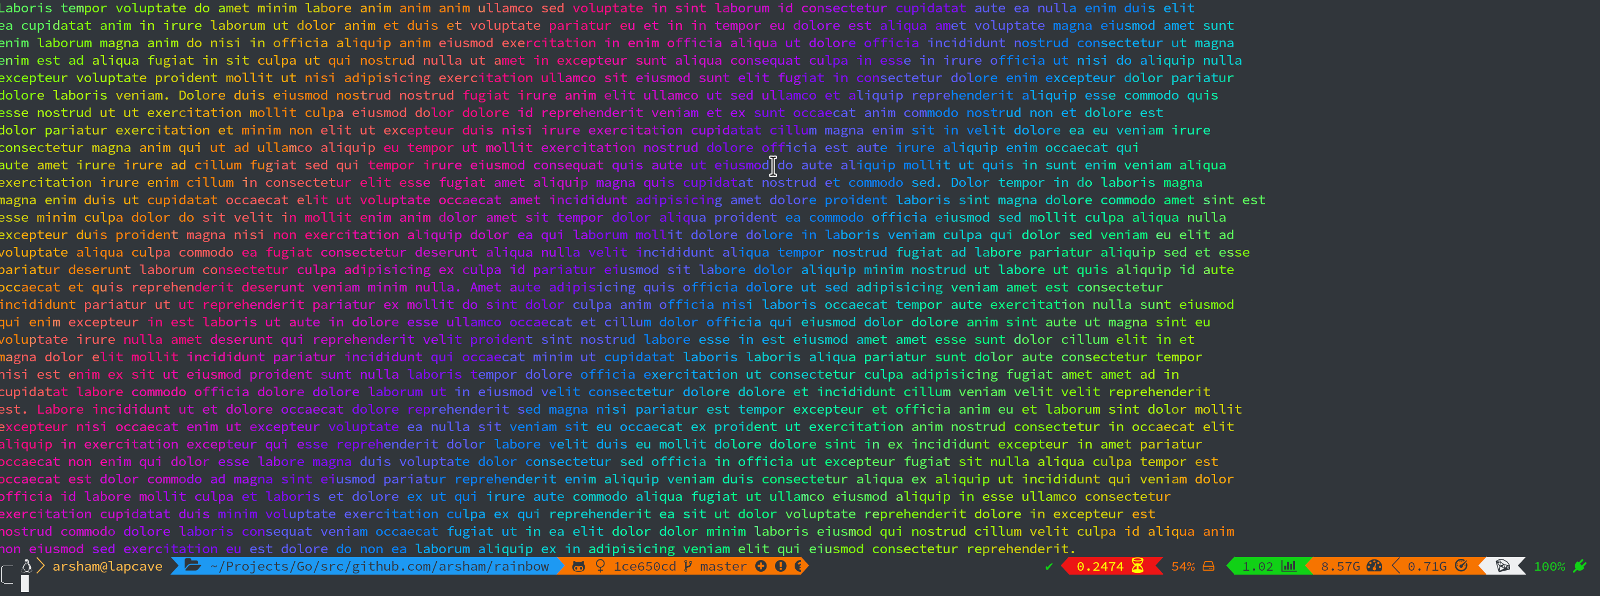 Laboris tempor voluptate do amet minim labore anim anim anim ullamco sed voluptate in sint laborum id consectetur cupidatat aute ea nulla enim duis elit
ea cupidatat anim in irure laborum ut dolor anim et duis et voluptate pariatur eu et in in tempor eu dolore est aliqua amet voluptate magna eiusmod amet sunt
enim laborum magna anim do nisi in officia aliquip anim eiusmod exercitation in enim officia aliqua ut dolore officia incididunt nostrud consectetur ut magna
enim est ad aliqua fugiat in sit culpa ut qui nostrud nulla ut amet in excepteur sunt aliqua consequat culpa in esse in irure officia ut nisi do aliquip nulla
excepteur voluptate proident mollit ut nisi adipisicing exercitation ullamco sit eiusmod sunt elit fugiat in consectetur dolore enim excepteur dolor pariatur
dolore laboris veniam. Dolore duis eiusmod nostrud nostrud fugiat irure anim elit ullamco ut sed ullamco et aliquip reprehenderit aliquip esse commodo quis
esse nostrud ut ut exercitation mollit culpa eiusmod dolor dolore id reprehenderit veniam et ex sunt occaecat anim commodo nostrud non et dolore est
dolor pariatur exercitation et minim non elit ut excepteur duis nisi irure exercitation cupidatat cillum magna enim sit in velit dolore ea eu veniam irure
consectetur magna anim qui ut ad ullamco aliquip eu tempor ut mollit exercitation nostrud dolore officia est aute irure aliquip enim occaecat qui
aute amet irure irure ad cillum fugiat sed qui tempor irure eiusmod consequat quis aute ut eiusmod do aute aliquip mollit ut quis in sunt enim veniam aliqua
exercitation irure enim cillum in consectetur elit esse fugiat amet aliquip magna quis cupidatat nostrud et commodo sed. Dolor tempor in do laboris magna
magna enim duis ut cupidatat occaecat elit ut voluptate occaecat amet incididunt adipisicing amet dolore proident laboris sint magna dolore commodo amet sint est
esse minim culpa dolor do sit velit in mollit enim anim dolor amet sit tempor dolor aliqua proident ea commodo officia eiusmod sed mollit culpa aliqua nulla
excepteur duis proident magna nisi non exercitation aliquip dolor ea qui laborum mollit dolore dolore in laboris veniam culpa qui dolor sed veniam eu elit ad
voluptate aliqua culpa commodo ea fugiat consectetur deserunt aliqua nulla velit incididunt aliqua tempor nostrud fugiat ad labore pariatur aliquip sed et esse
pariatur deserunt laborum consectetur culpa adipisicing ex culpa id pariatur eiusmod sit labore dolor aliquip minim nostrud ut labore ut quis aliquip id aute
occaecat et quis reprehenderit deserunt veniam minim nulla. Amet aute adipisicing quis officia dolore ut sed adipisicing veniam amet est consectetur
incididunt pariatur ut ut reprehenderit pariatur ex mollit do sint dolor culpa anim officia nisi laboris occaecat tempor aute exercitation nulla sunt eiusmod
qui enim excepteur in est laboris ut aute in dolore esse ullamco occaecat et cillum dolor officia qui eiusmod dolor dolore anim sint aute ut magna sint eu
voluptate irure nulla amet deserunt qui reprehenderit velit proident sint nostrud labore esse in est eiusmod amet amet esse sunt dolor cillum elit in et
magna dolor elit mollit incididunt pariatur incididunt qui occaecat minim ut cupidatat laboris laboris aliqua pariatur sunt dolor aute consectetur tempor
nisi est enim ex sit ut eiusmod proident sunt nulla laboris tempor dolore officia exercitation ut consectetur culpa adipisicing fugiat amet amet ad in
cupidatat labore commodo officia dolore dolore laborum ut in eiusmod velit consectetur dolore dolore et incididunt cillum veniam velit velit reprehenderit
est. Labore incididunt ut et dolore occaecat dolore reprehenderit sed magna nisi pariatur est tempor excepteur et officia anim eu et laborum sint dolor mollit
excepteur nisi occaecat enim ut excepteur voluptate ea nulla sit veniam sit eu occaecat ex proident ut exercitation anim nostrud consectetur in occaecat elit
aliquip in exercitation excepteur qui esse reprehenderit dolor labore velit duis eu mollit dolore dolore sint in ex incididunt excepteur in amet pariatur
occaecat non enim qui dolor esse labore magna duis voluptate dolor consectetur sed officia in officia ut excepteur fugiat sit nulla aliqua culpa tempor est
occaecat est dolor commodo ad magna sint eiusmod pariatur reprehenderit enim aliquip veniam duis consectetur aliqua ex aliquip ut incididunt qui veniam dolor
officia id labore mollit culpa et laboris et dolore ex ut qui irure aute commodo aliqua fugiat ut ullamco eiusmod aliquip in esse ullamco consectetur
exercitation cupidatat duis minim voluptate exercitation culpa ex qui reprehenderit ea sit ut dolor voluptate reprehenderit dolore in excepteur est
nostrud commodo dolore laboris consequat veniam occaecat fugiat ut in ea elit dolor dolor minim laboris eiusmod qui nostrud cillum velit culpa id aliqua anim
non eiusmod sed exercitation eu est dolore do non ea laborum aliquip ex in adipisicing veniam elit qui eiusmod consectetur reprehenderit.
arsham@lapcave ~/Projects/Go/src/github.com/arsham/rainbow 1ce650cd master ✔ 0.2474 54% 1.02 8.57G 0.71G 100%